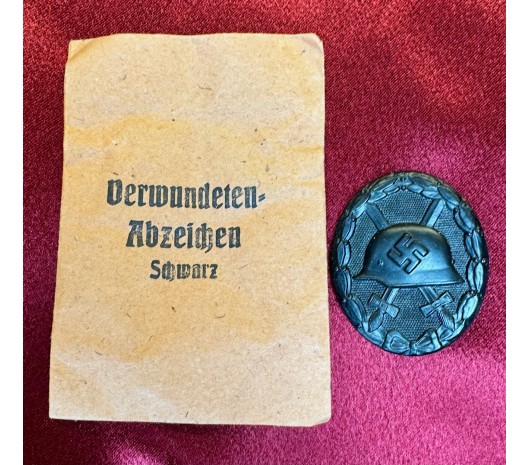 Verwundeten-
Abzeichen
Schwarz